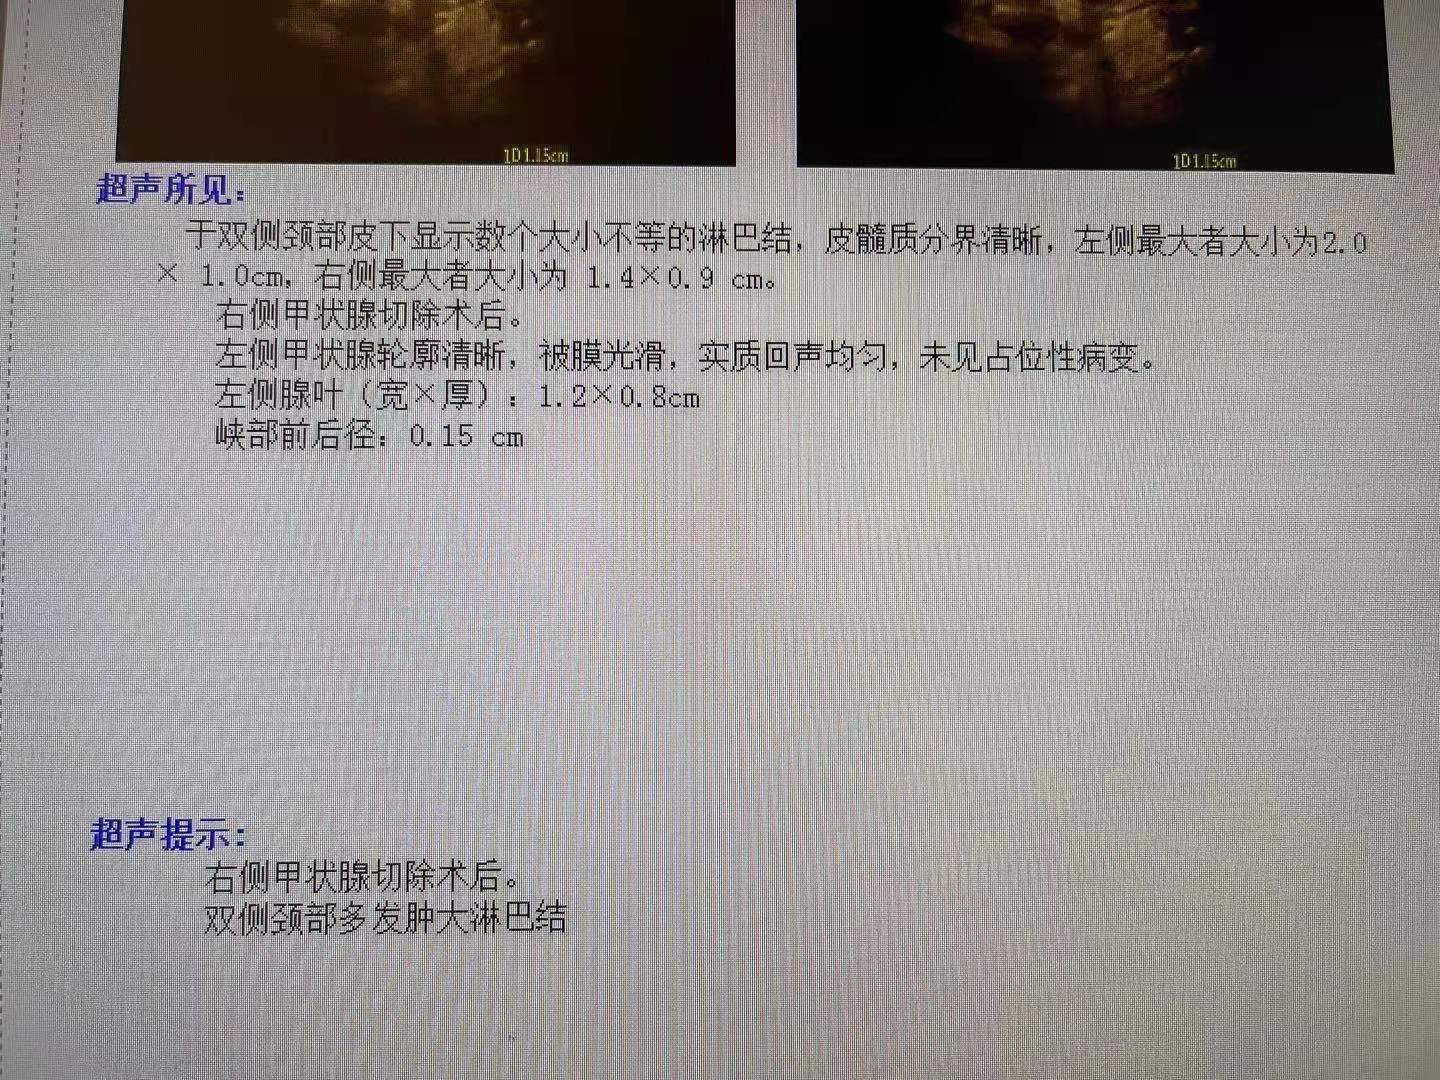 1D1.15cm
1D1.15cm
超声所见：
于双侧颈部皮下显示数个大小不等的淋巴结，皮髓质分界清晰，左侧最大者大小为2.0
× 1.0cm，右侧最大者大小为 1.4×0.9 cm。
右侧甲状腺切除术后。
左侧甲状腺轮廓清晰，被膜光滑，实质回声均匀，未见占位性病变。
左侧腺叶（宽×厚）：1.2×0.8cm
峡部前后径：0.15 cm
超声提示：
右侧甲状腺切除术后。
双侧颈部多发肿大淋巴结